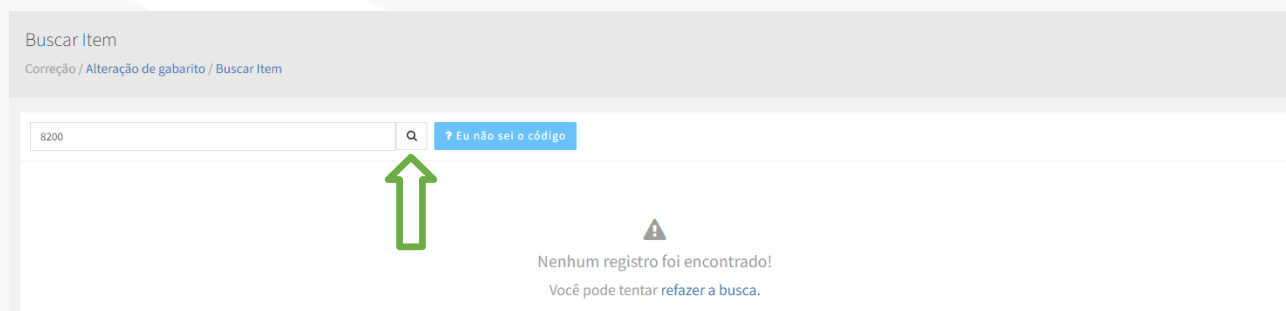 Buscar Item
Correção / Alteração de gabarito / Buscar Item
8200
? Eu não sei o código
Nenhum registro foi encontrado!
Você pode tentar refazer a busca.